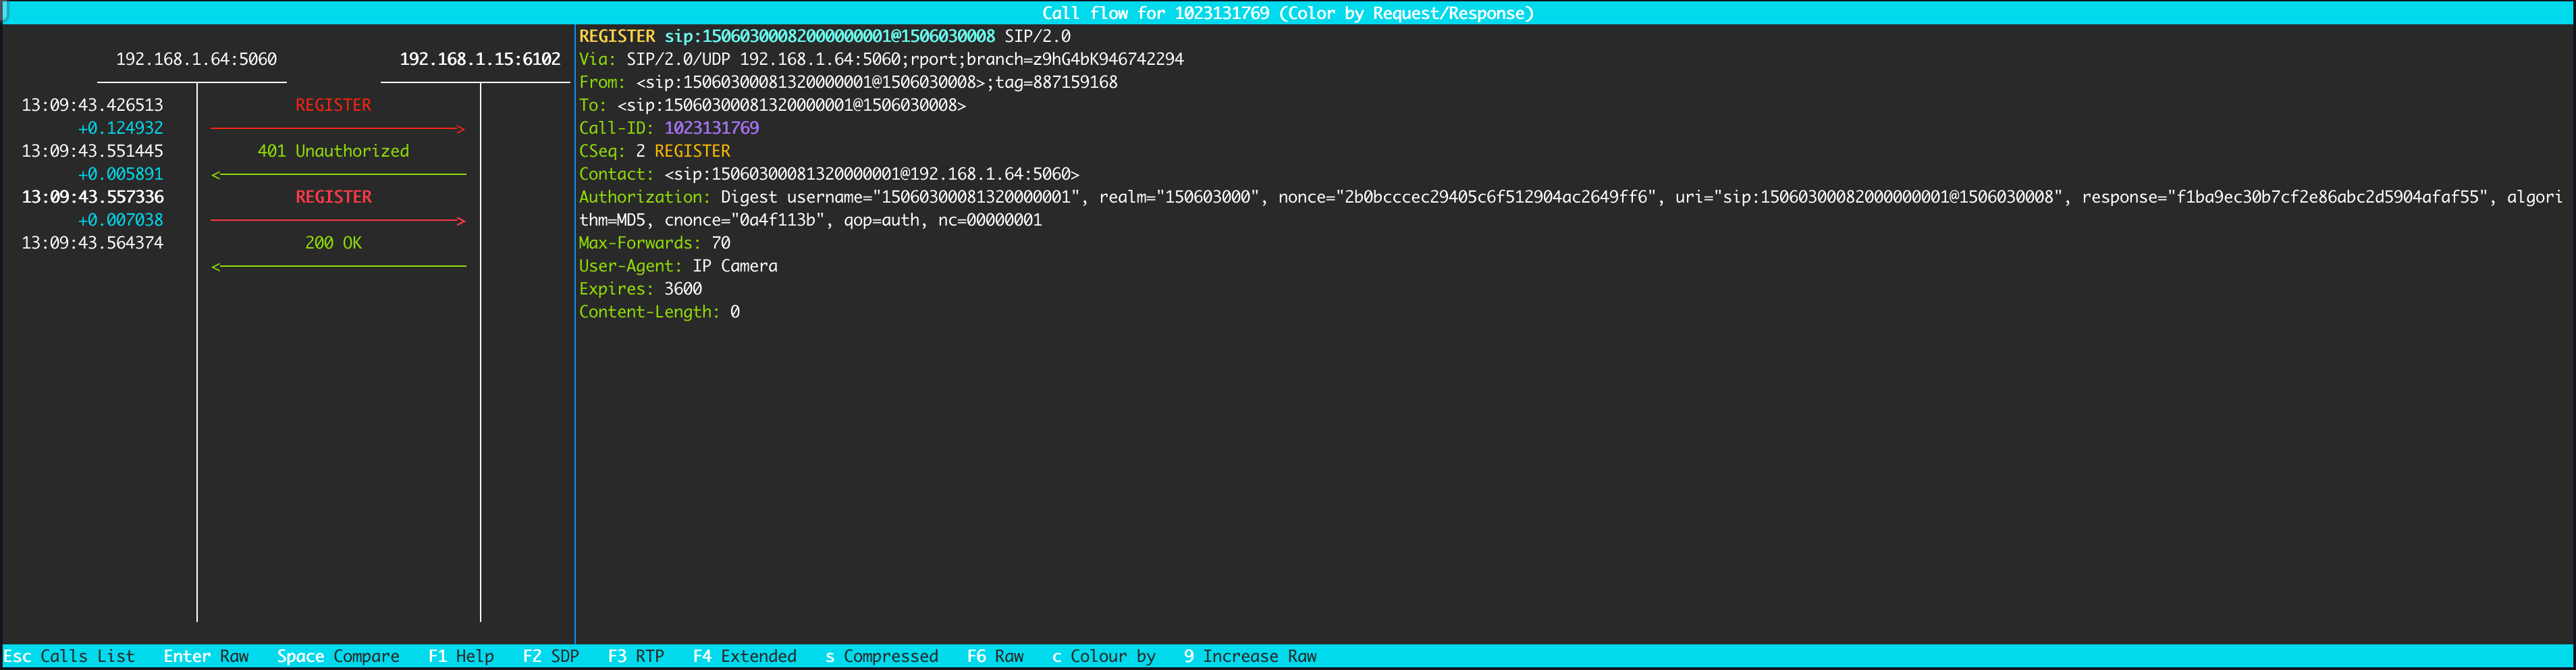 Call flow for 1023131769 (Color by Request/Response)
192.168.1.64:5060 192.168.1.15:6102
13:09:43.426513 REGISTER
+0.124932
13:09:43.551445 401 Unauthorized
+0.005891
13:09:43.557336 REGISTER
+0.007038
13:09:43.564374 200 OK
REGISTER sip:15060300082000000001@1506030008 SIP/2.0
Via: SIP/2.0/UDP 192.168.1.64:5060;rport;branch=z9hG4bK946742294
From: <sip:15060300081320000001@1506030008>;tag=887159168
To: <sip:15060300081320000001@1506030008>
Call-ID: 1023131769
CSeq: 2 REGISTER
Contact: <sip:15060300081320000001@192.168.1.64:5060>
Authorization: Digest username="15060300081320000001", realm="150603000", nonce="2b0bcccec29405c6f512904ac2649ff6", uri="sip:15060300082000000001@1506030008", response="f1ba9ec30b7cf2e86abc2d5904afaf55", algori
thm=MD5, cnonce="0a4f113b", qop=auth, nc=00000001
Max-Forwards: 70
User-Agent: IP Camera
Expires: 3600
Content-Length: 0
Esc Calls List Enter Raw Space Compare F1 Help F2 SDP F3 RTP F4 Extended s Compressed F6 Raw c Colour by 9 Increase Raw